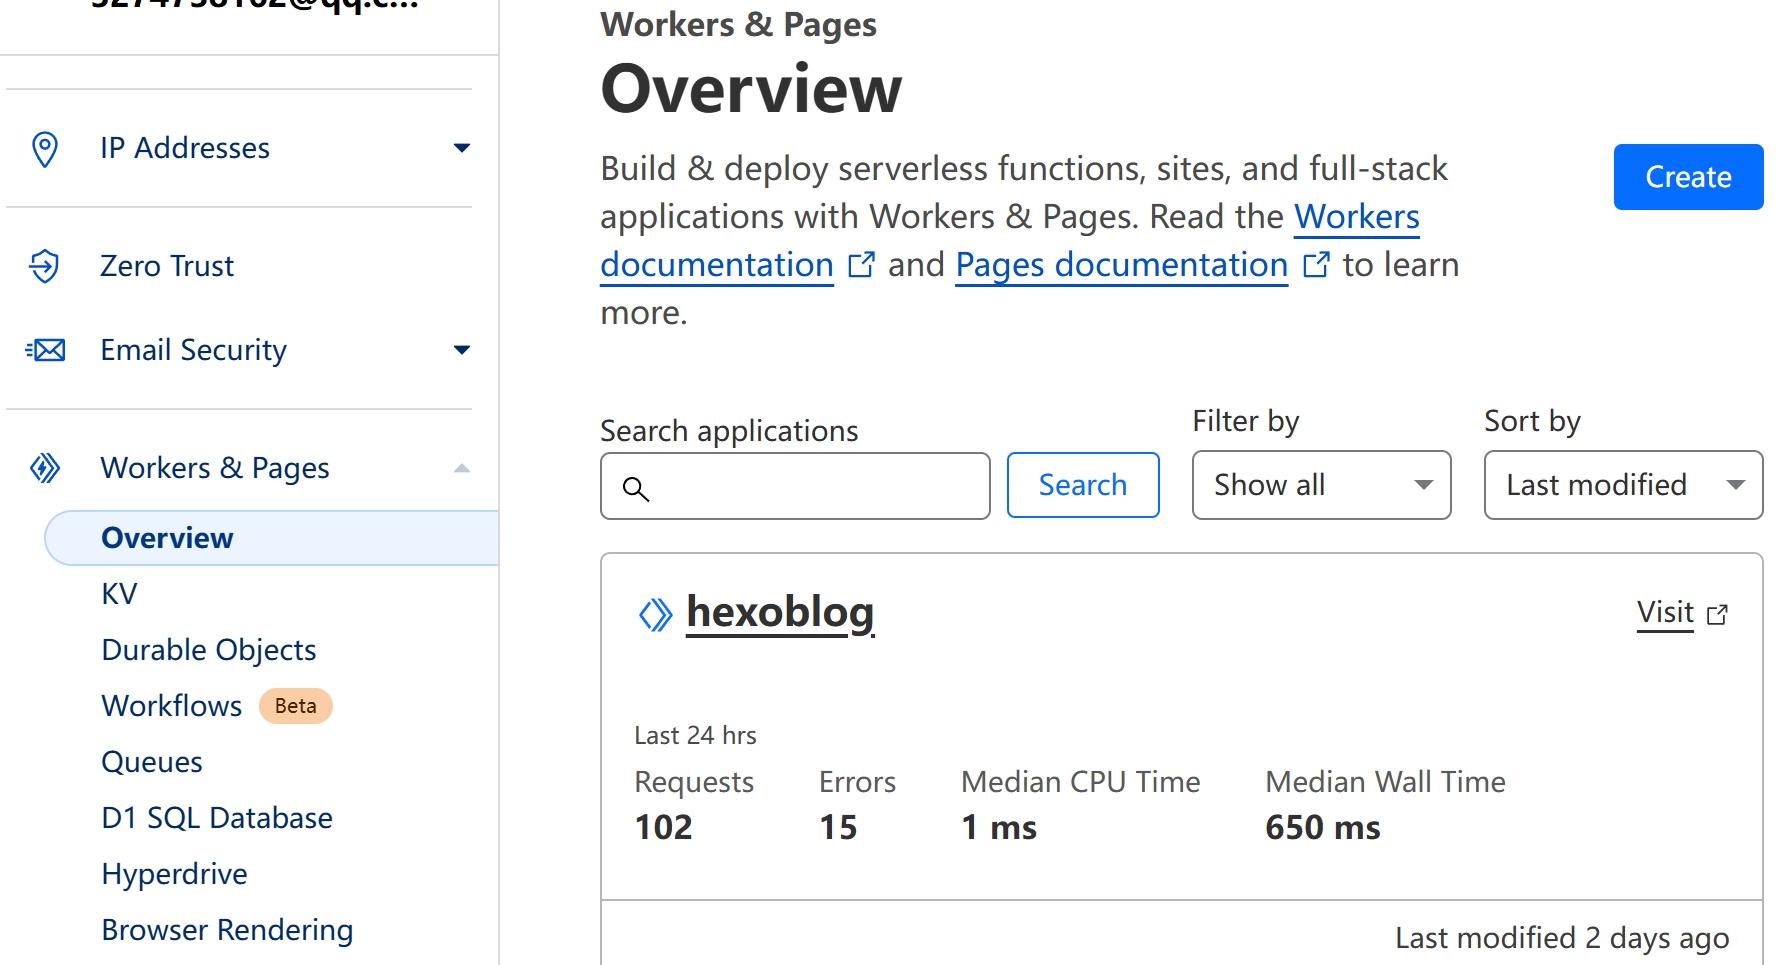 IP Addresses
Zero Trust
Email Security
Workers & Pages
Overview
KV
Durable Objects
Workflows Beta
Queues
D1 SQL Database
Hyperdrive
Browser Rendering
Workers & Pages
Overview
Build & deploy serverless functions, sites, and full-stack
applications with Workers & Pages. Read the Workers
documentation and Pages documentation to learn
more.
Create
Search applications
Search
Filter by
Show all
Sort by
Last modified
hexoblog
Visit
Last 24 hrs
Requests Errors Median CPU Time Median Wall Time
102 15 1 ms 650 ms
Last modified 2 days ago